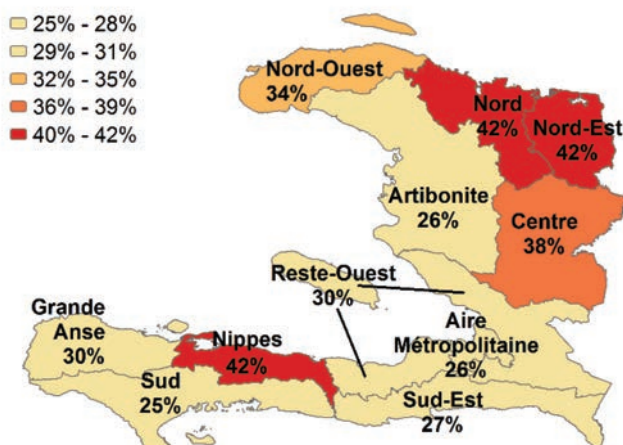 25% - 28%
29% - 31%
32% - 35%
36% - 39%
40% - 42%
Nord-Ouest
34%
Nord
42%
Nord-Est
42%
Artibonite
26%
Centre
38%
Reste-Ouest
30%
Grande
Anse
30%
Nippes
42%
Aire
Métropolitaine
26%
Sud
25%
Sud-Est
27%